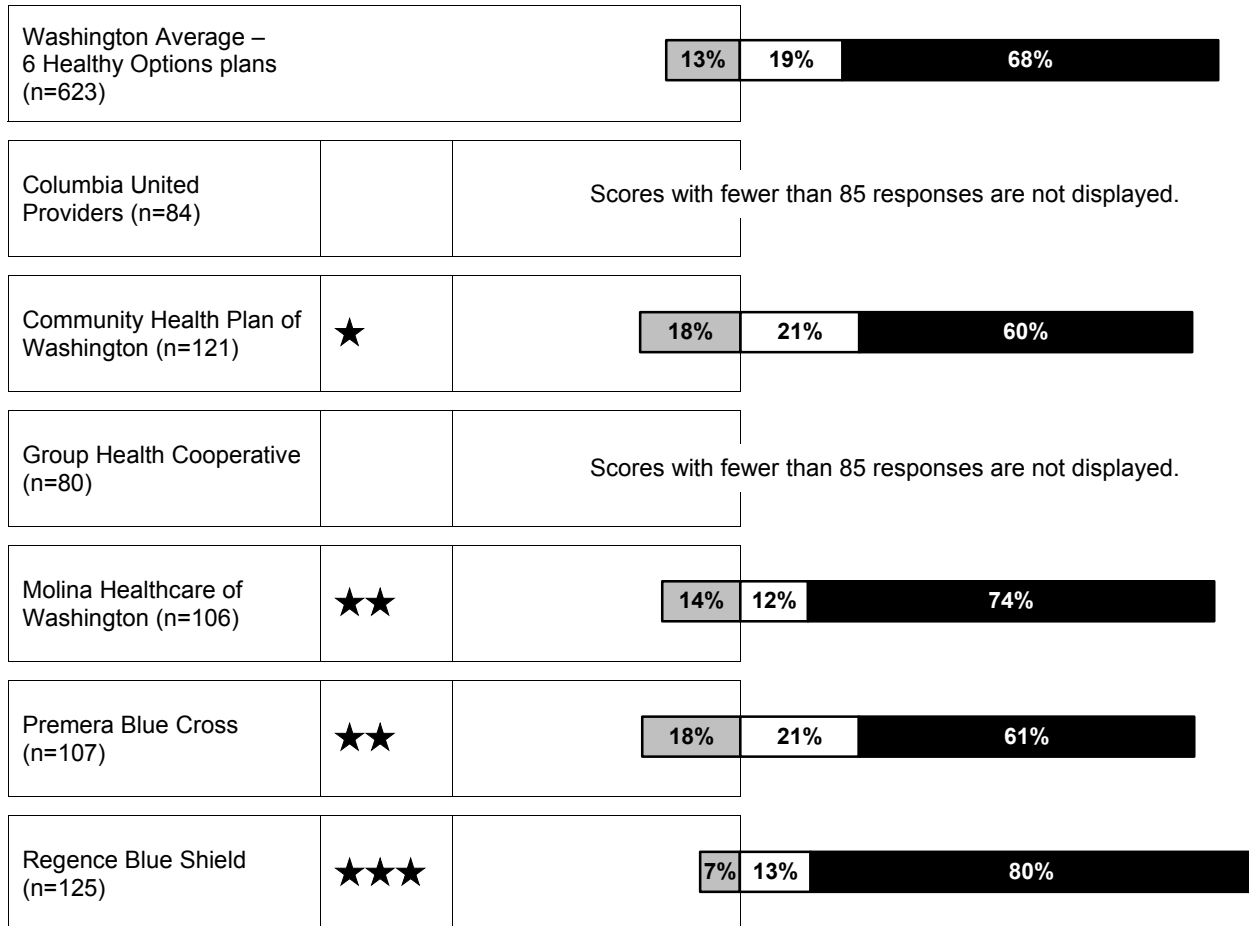 Washington Average –
6 Healthy Options plans
(n=623)
13% 19% 68%
Columbia United
Providers (n=84)
Scores with fewer than 85 responses are not displayed.
Community Health Plan of
Washington (n=121)
★
18% 21% 60%
Group Health Cooperative
(n=80)
Scores with fewer than 85 responses are not displayed.
Molina Healthcare of
Washington (n=106)
★★
14% 12% 74%
Premera Blue Cross
(n=107)
★★
18% 21% 61%
Regence Blue Shield
(n=125)
★★★
7% 13% 80%